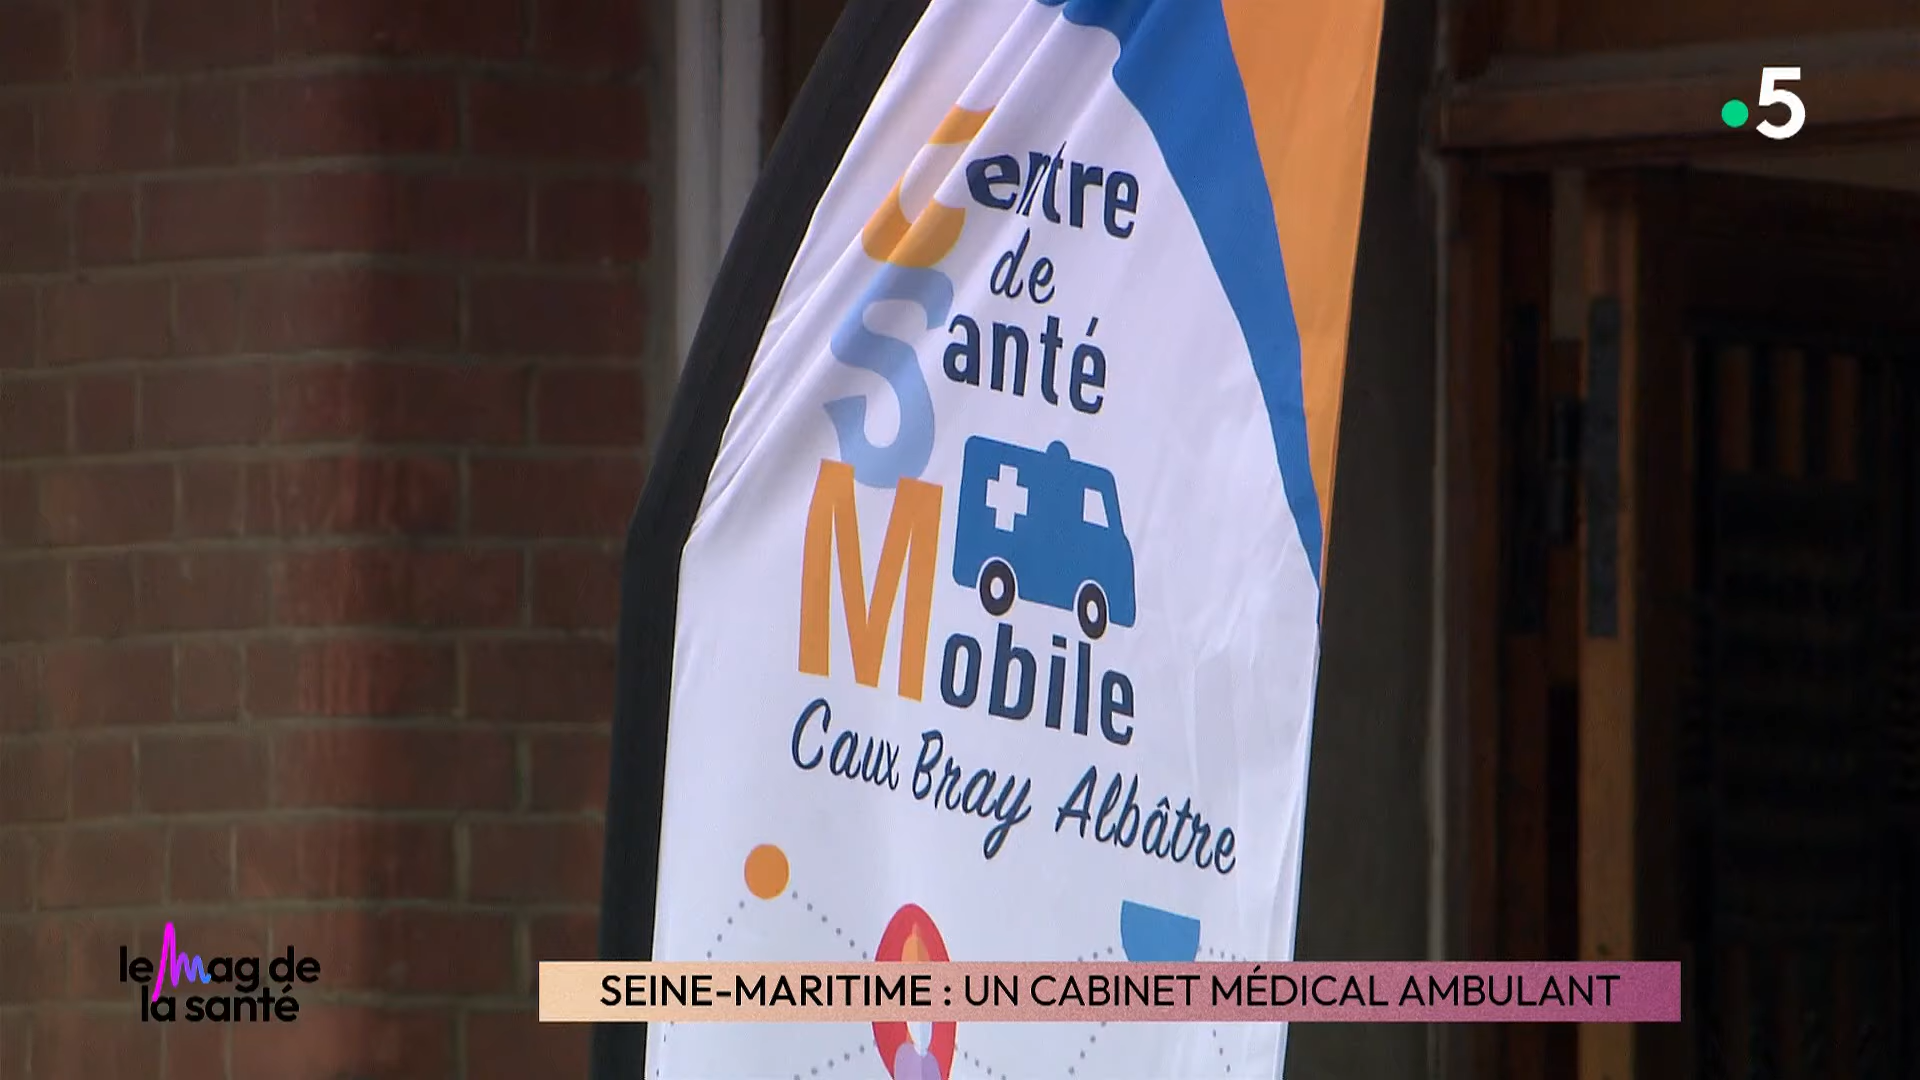 5
Centre
de
Santé
Mobile
Caux Bray Albâtre
le Mag de
la santé
SEINE-MARITIME : UN CABINET MÉDICAL AMBULANT